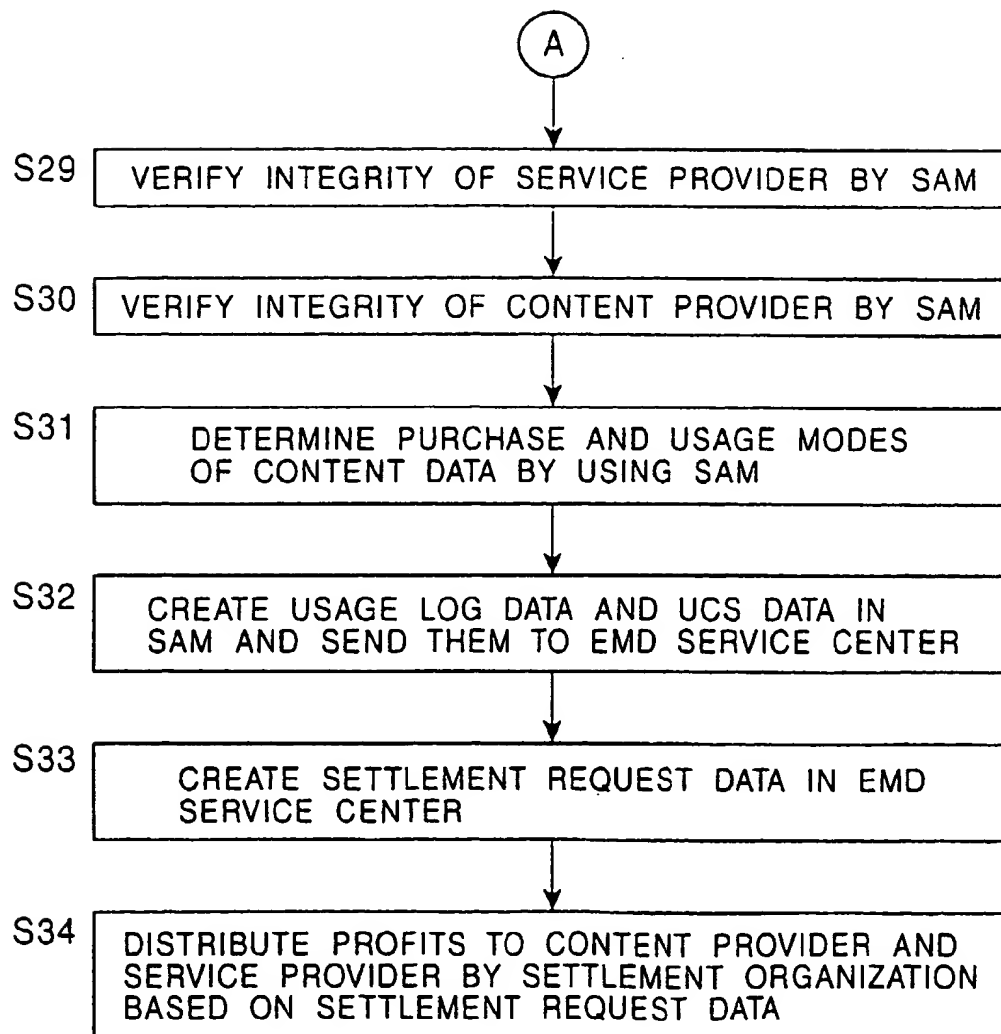 A
S29
VERIFY INTEGRITY OF SERVICE PROVIDER BY SAM
S30
VERIFY INTEGRITY OF CONTENT PROVIDER BY SAM
S31
DETERMINE PURCHASE AND USAGE MODES
OF CONTENT DATA BY USING SAM
S32
CREATE USAGE LOG DATA AND UCS DATA IN
SAM AND SEND THEM TO EMD SERVICE CENTER
S33
CREATE SETTLEMENT REQUEST DATA IN EMD
SERVICE CENTER
S34
DISTRIBUTE PROFITS TO CONTENT PROVIDER AND
SERVICE PROVIDER BY SETTLEMENT ORGANIZATION
BASED ON SETTLEMENT REQUEST DATA